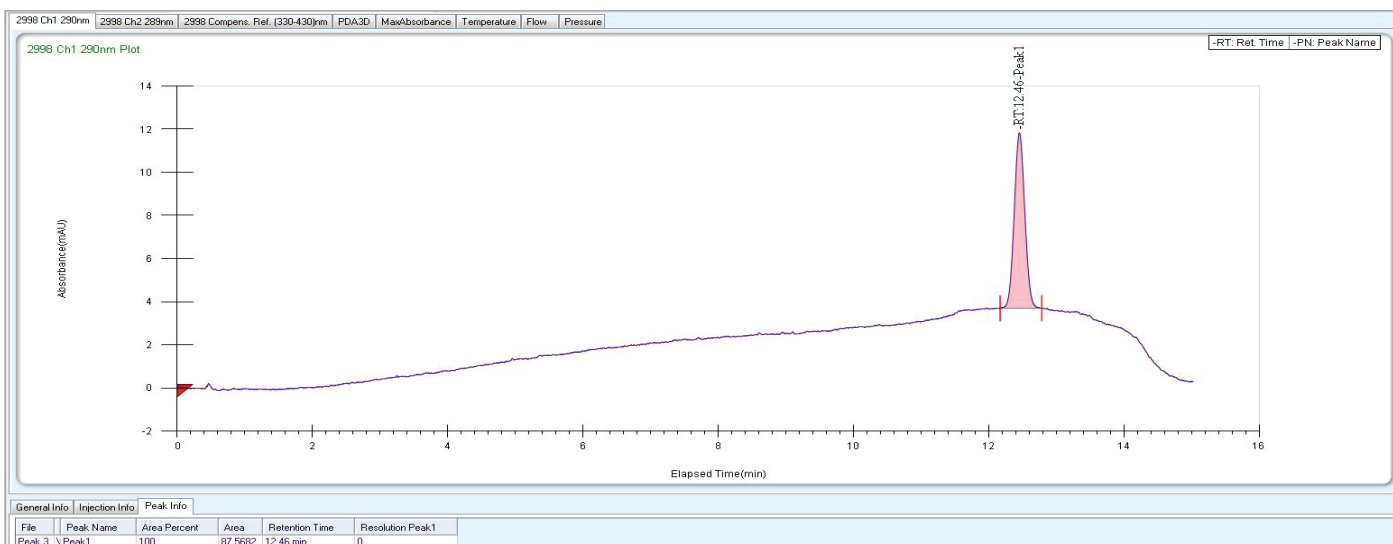 2998 Ch1 290nm 2998 Ch2 289nm 2998 Compens. Ref. (330-430)nm PDA3D MaxAbsorbance Temperature Flow Pressure
2998 Ch1 290nm Plot
-RT: Ret. Time -PN: Peak Name
-RT:12.46-Peak1
14
12
10
8
6
4
2
0
-2
Absorbance(mAU)
0 2 4 6 8 10 12 14 16
Elapsed Time(min)
General Info Injection Info Peak Info
File Peak Name Area Percent Area Retention Time Resolution Peak1
Peak 3 Peak1 100 87.5682 12.46 min 0